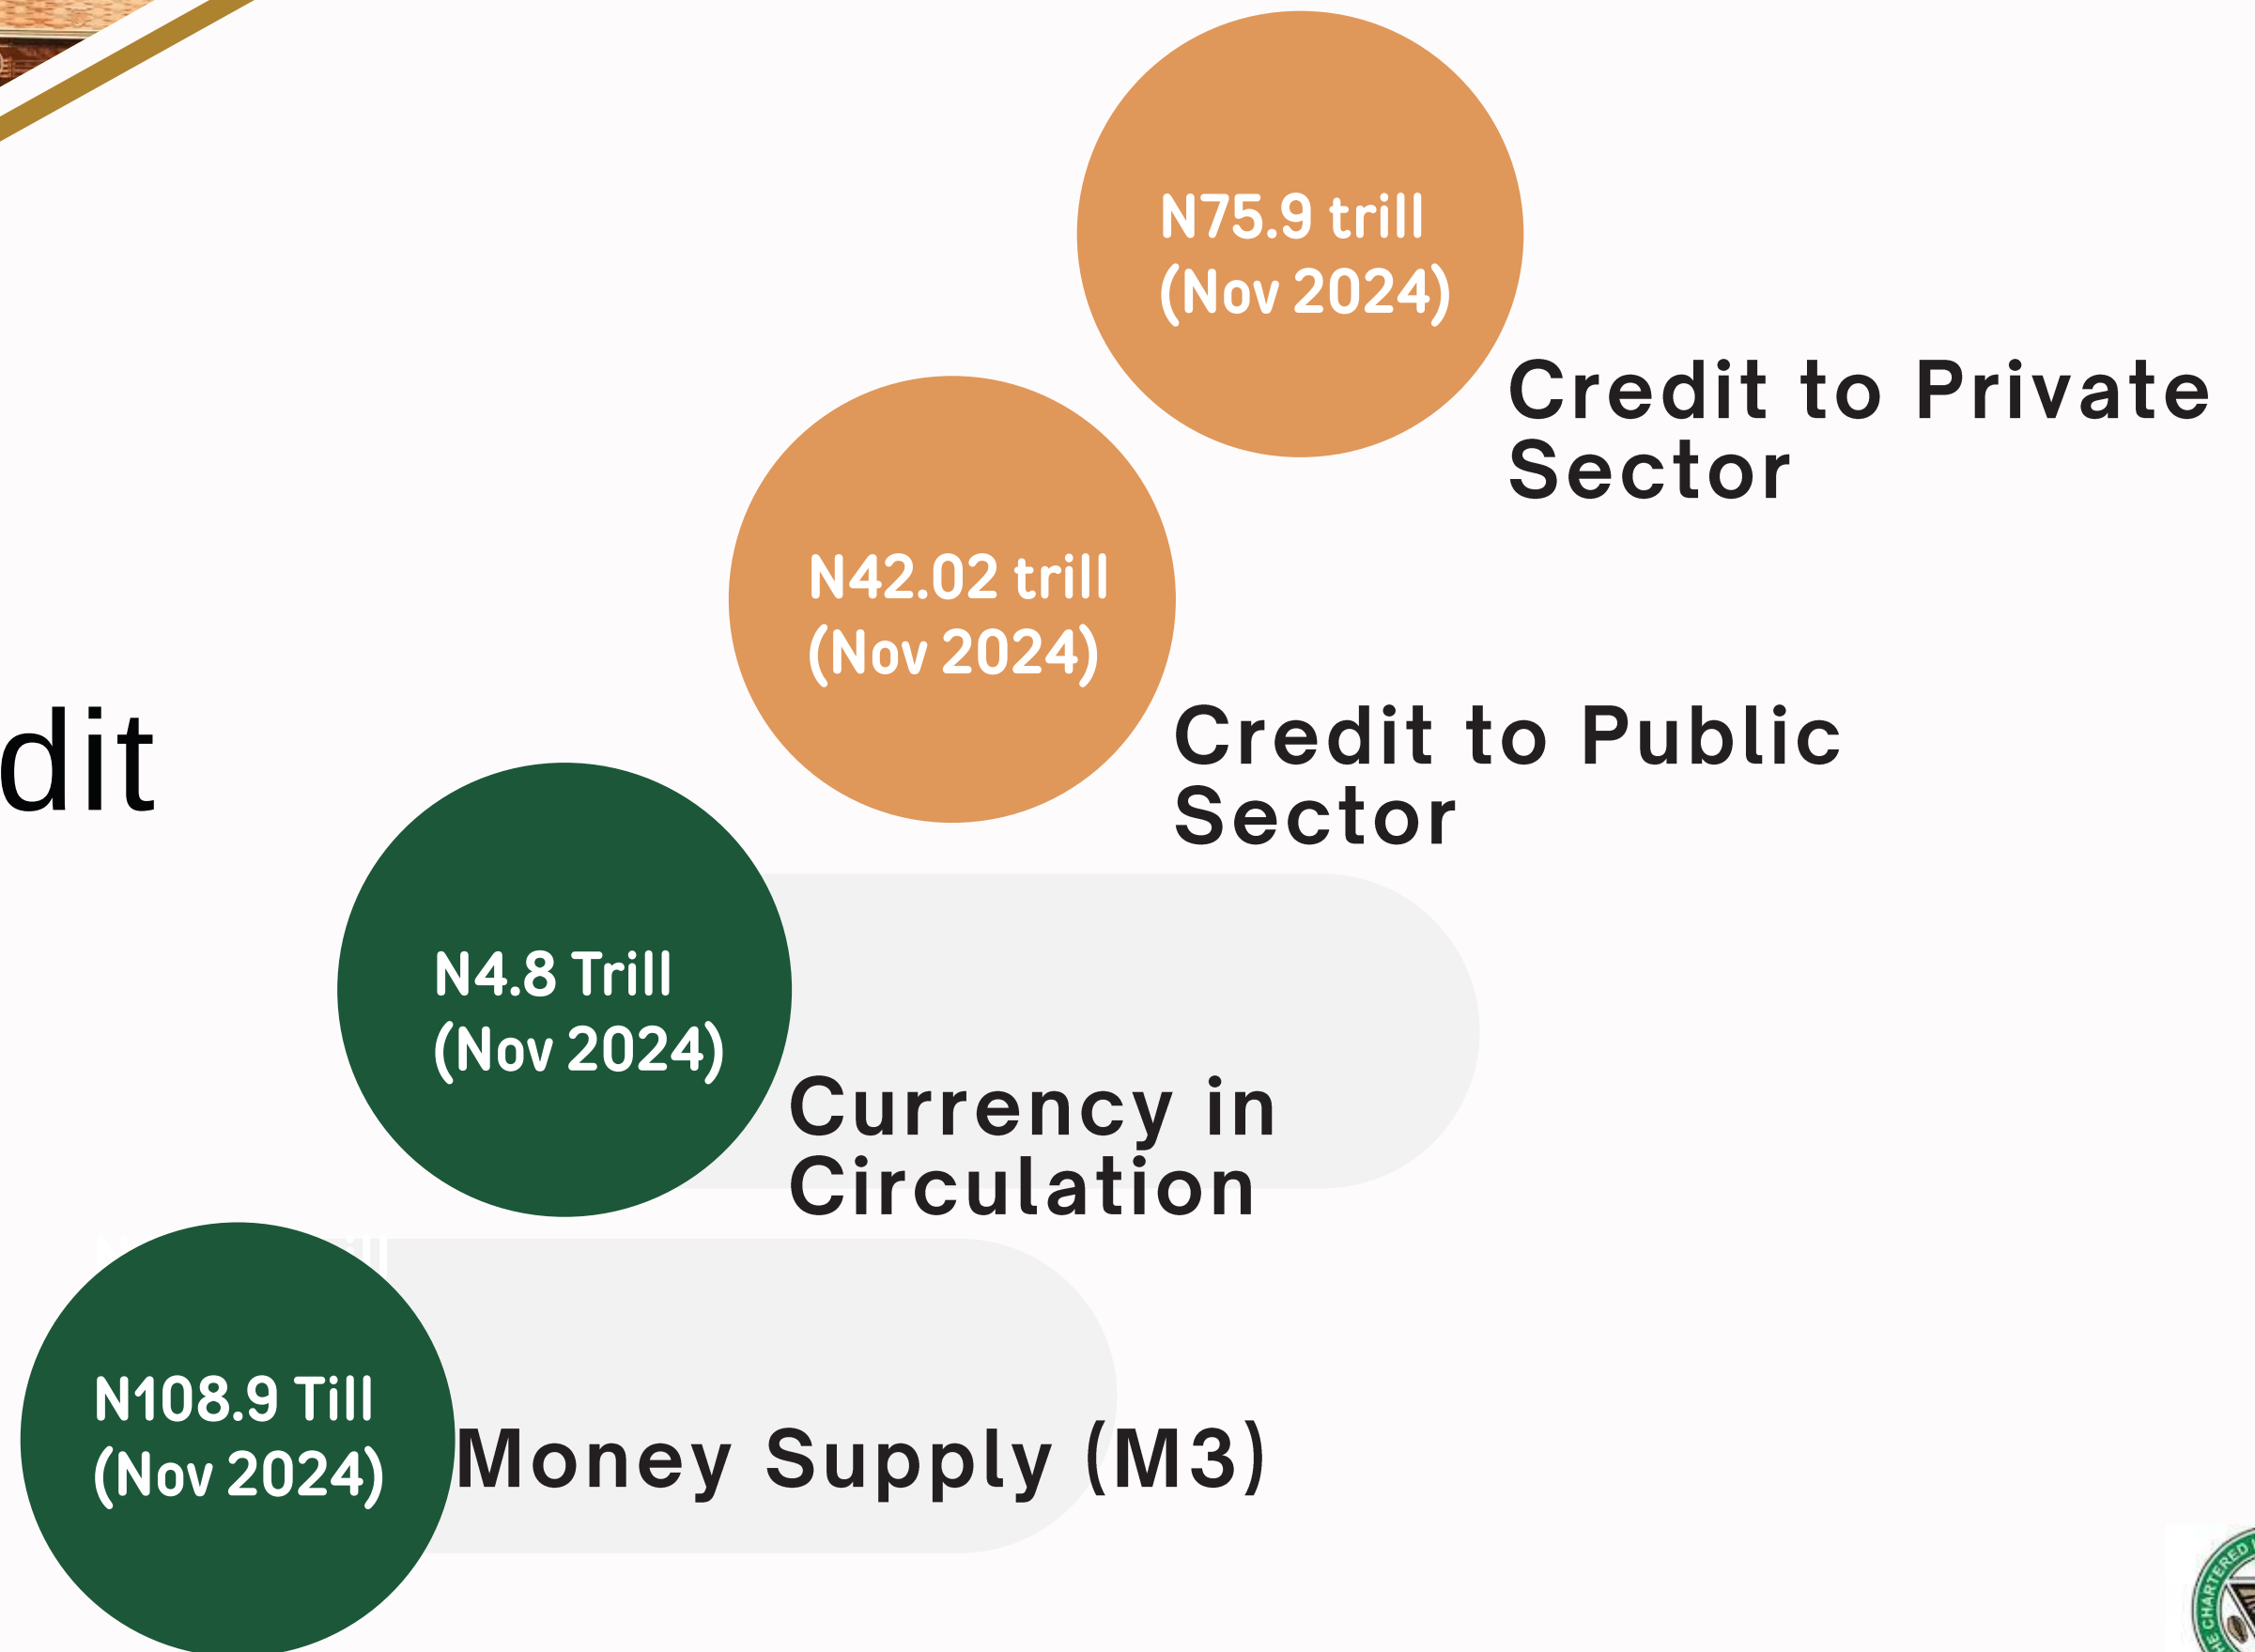 N75.9 trill
(Nov 2024)
Credit to Private
Sector
N42.02 trill
(Nov 2024)
Credit to Public
Sector
dit
N4.8 Trill
(Nov 2024)
Currency in
Circulation
N108.9 Till
(Nov 2024)
Money Supply (M3)
CHARTERED